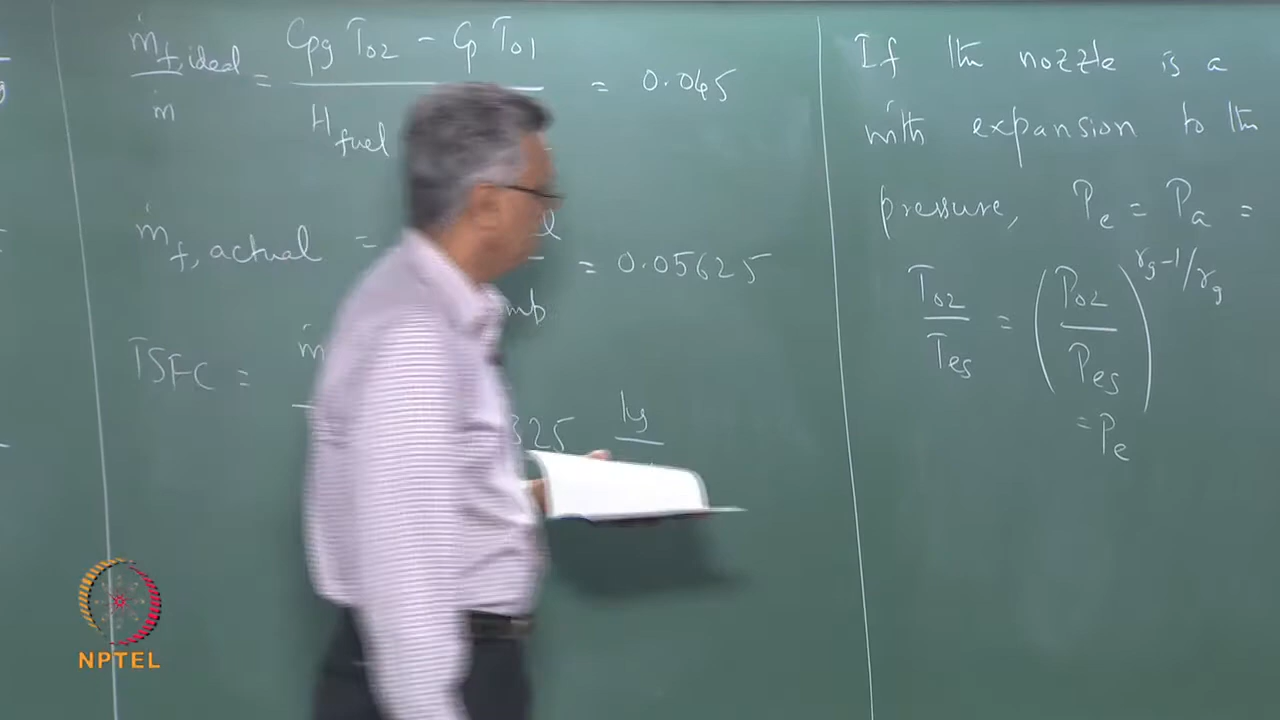 ṁf,ideal / ṁ = Cpg T02 - Cp T01 / Hfuel = 0.045
ṁf,actual = = 0.05625
TSFC = ṁ 325 kg
If the nozzle is a
with expansion to the
pressure, Pe = Pa =
T02 / Tes = (P02 / Pes)^(γg-1/γg)
= Pe
NPTEL